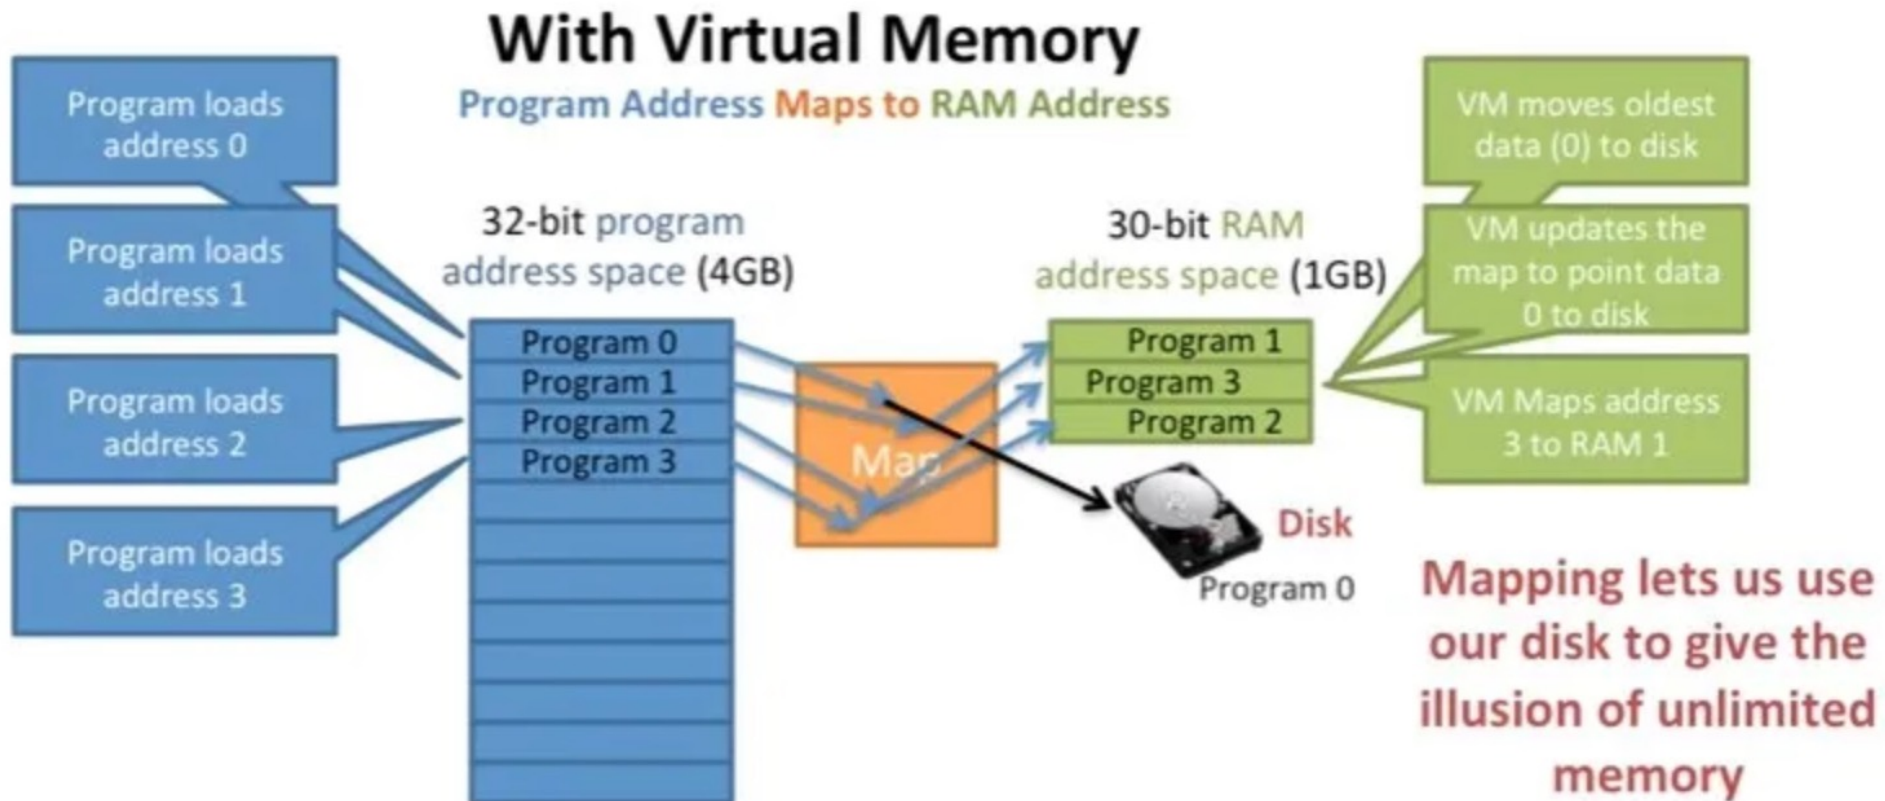 With Virtual Memory
Program Address Maps to RAM Address
Program loads
address 0
Program loads
address 1
Program loads
address 2
Program loads
address 3
32-bit program
address space (4GB)
Program 0
Program 1
Program 2
Program 3
Map
30-bit RAM
address space (1GB)
Program 1
Program 3
Program 2
Disk
Program 0
VM moves oldest
data (0) to disk
VM updates the
map to point data
0 to disk
VM Maps address
3 to RAM 1
Mapping lets us use
our disk to give the
illusion of unlimited
memory